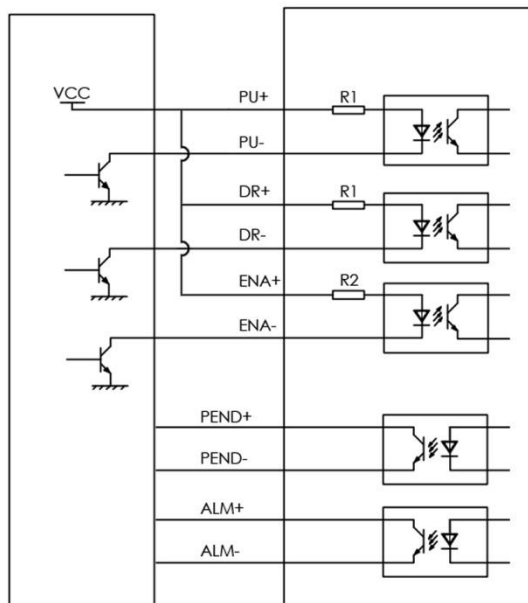 VCC
PU+ R1
PU-
DR+ R1
DR-
ENA+ R2
ENA-
PEND+
PEND-
ALM+
ALM-